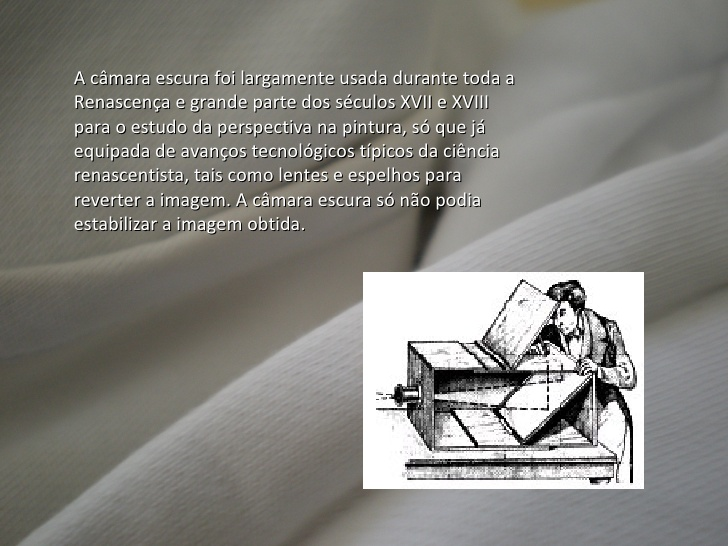 A câmara escura foi largamente usada durante toda a
Renascença e grande parte dos séculos XVII e XVIII
para o estudo da perspectiva na pintura, só que já
equipada de avanços tecnológicos típicos da ciência
renascentista, tais como lentes e espelhos para
reverter a imagem. A câmara escura só não podia
estabilizar a imagem obtida.